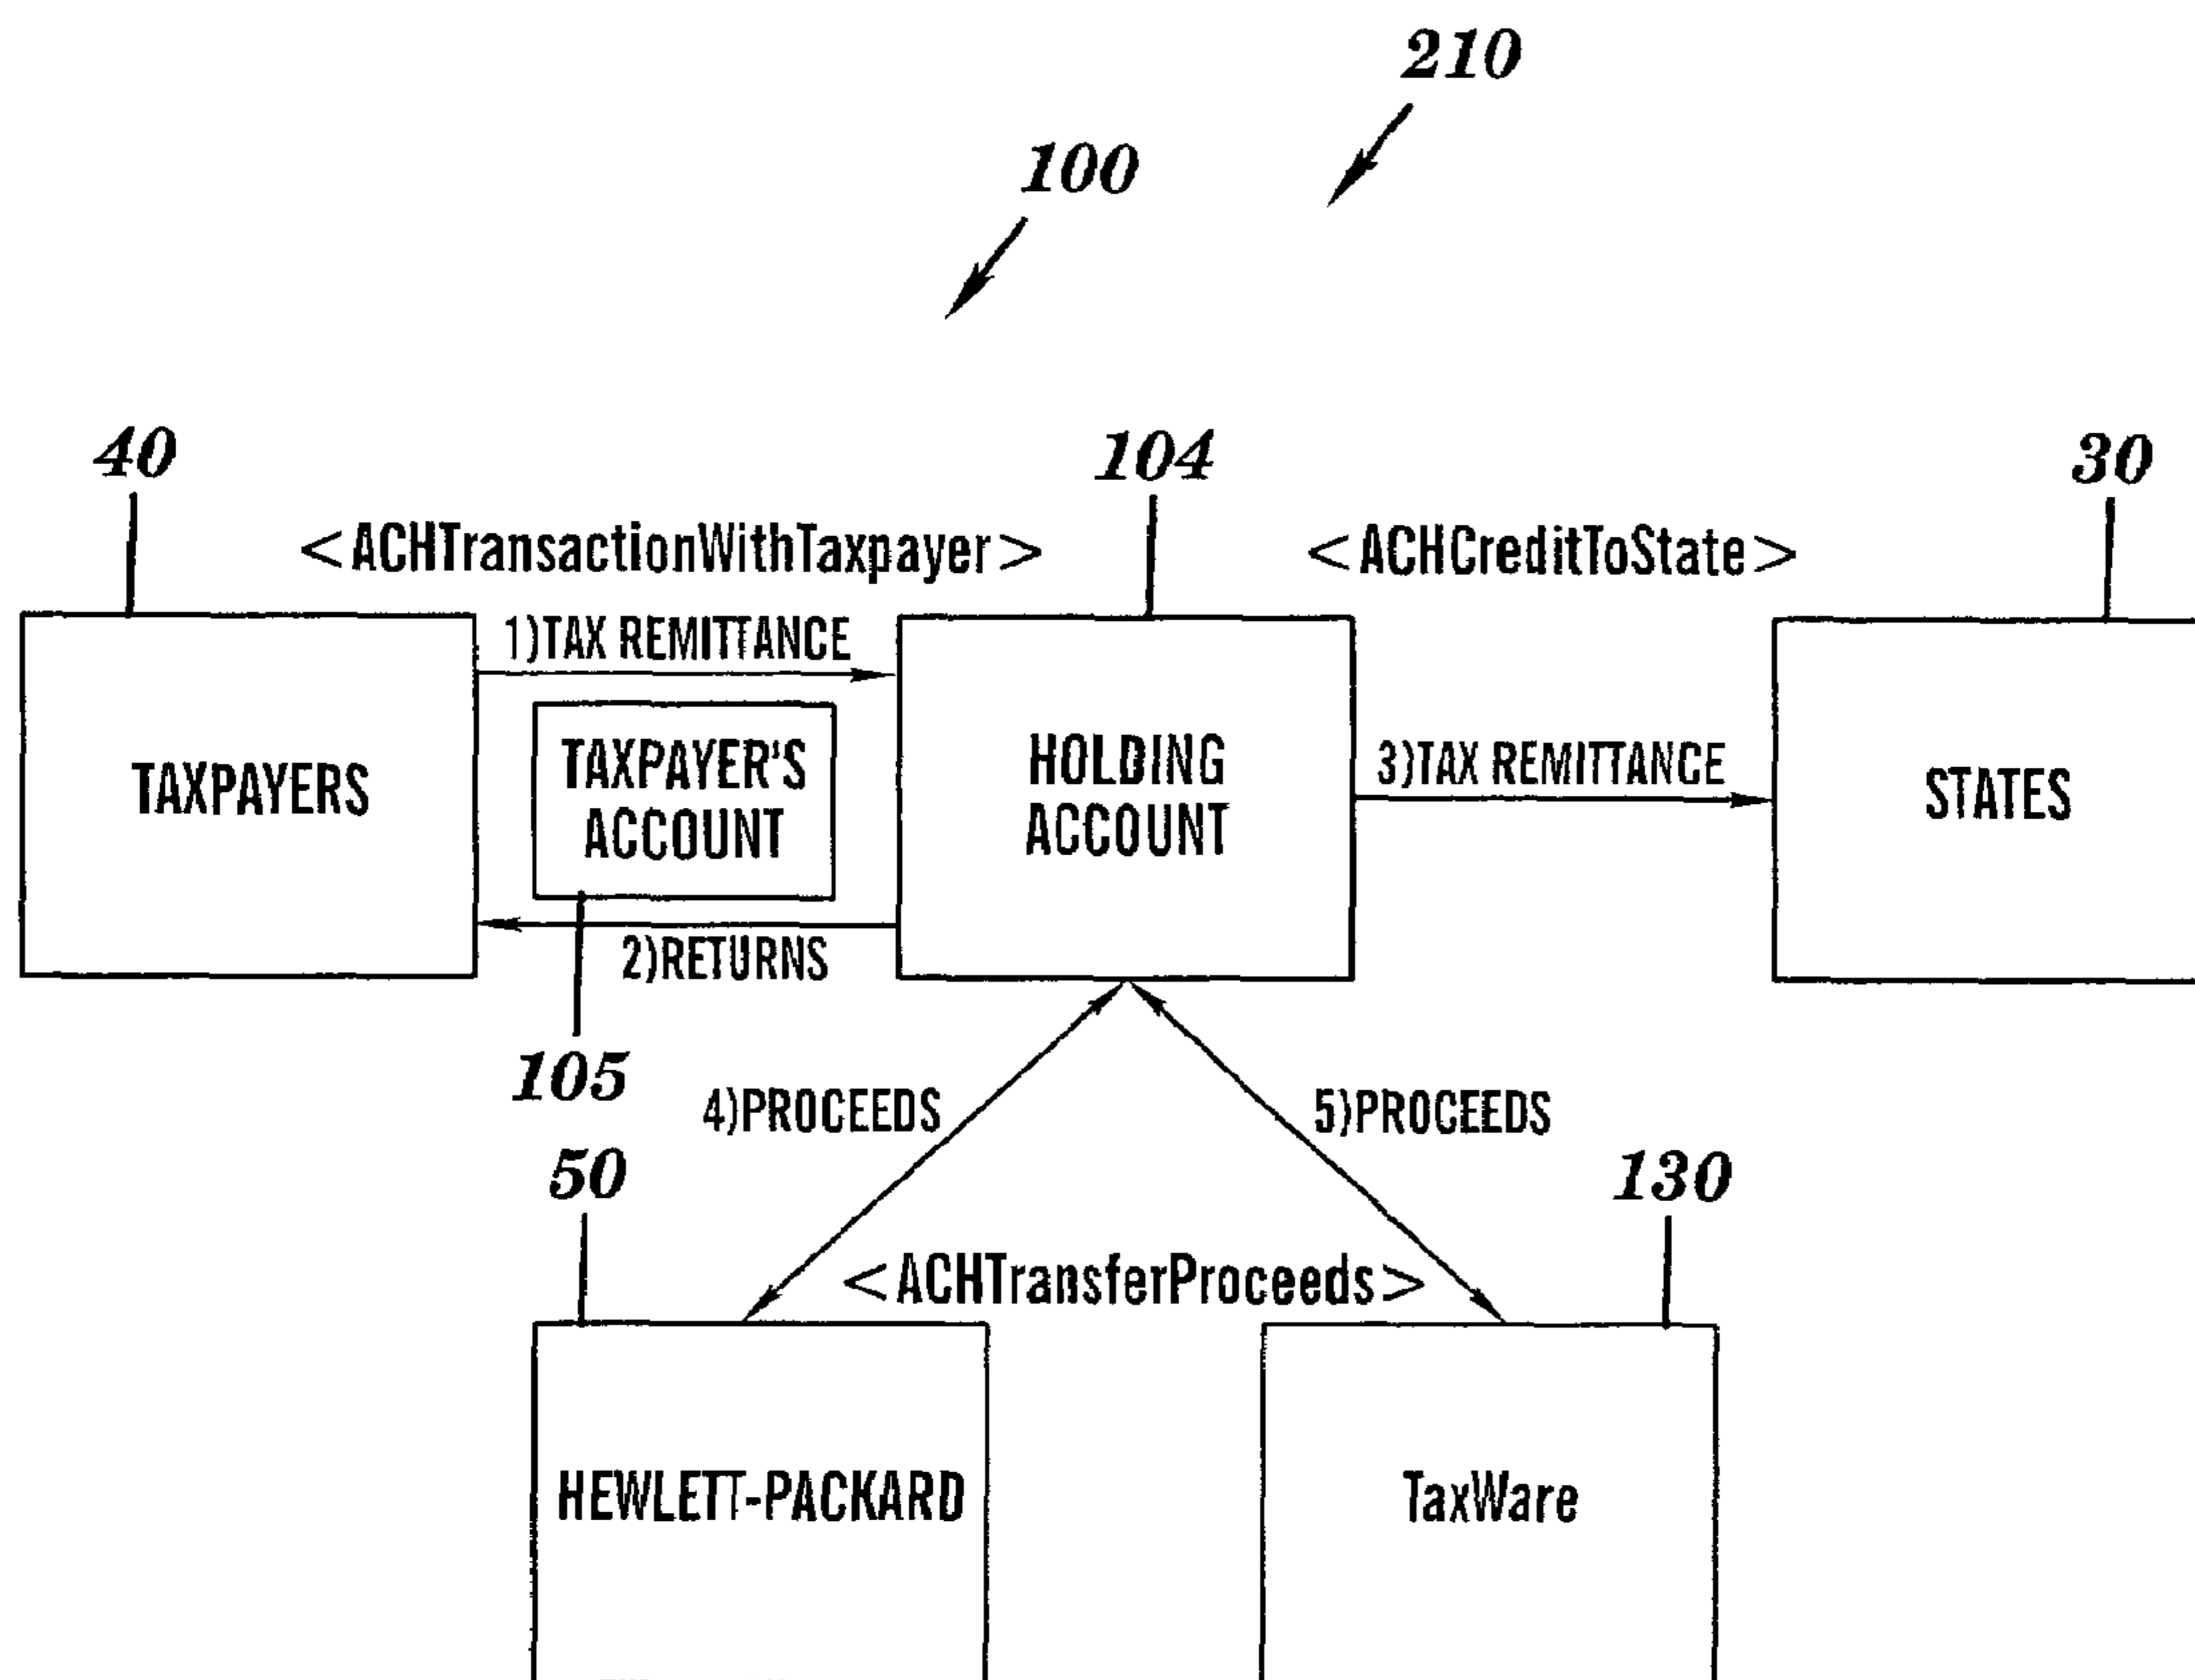 210
100
40
104
30
<ACHTransactionWithTaxpayer>
<ACHCreditToState>
1)TAX REMITTANCE
TAXPAYERS
TAXPAYER'S
ACCOUNT
HOLDING
ACCOUNT
3)TAX REMITTANCE
STATES
2)RETURNS
105
4)PROCEEDS
5)PROCEEDS
50
130
<ACHTransferProceeds>
HEWLETT-PACKARD
TaxWare